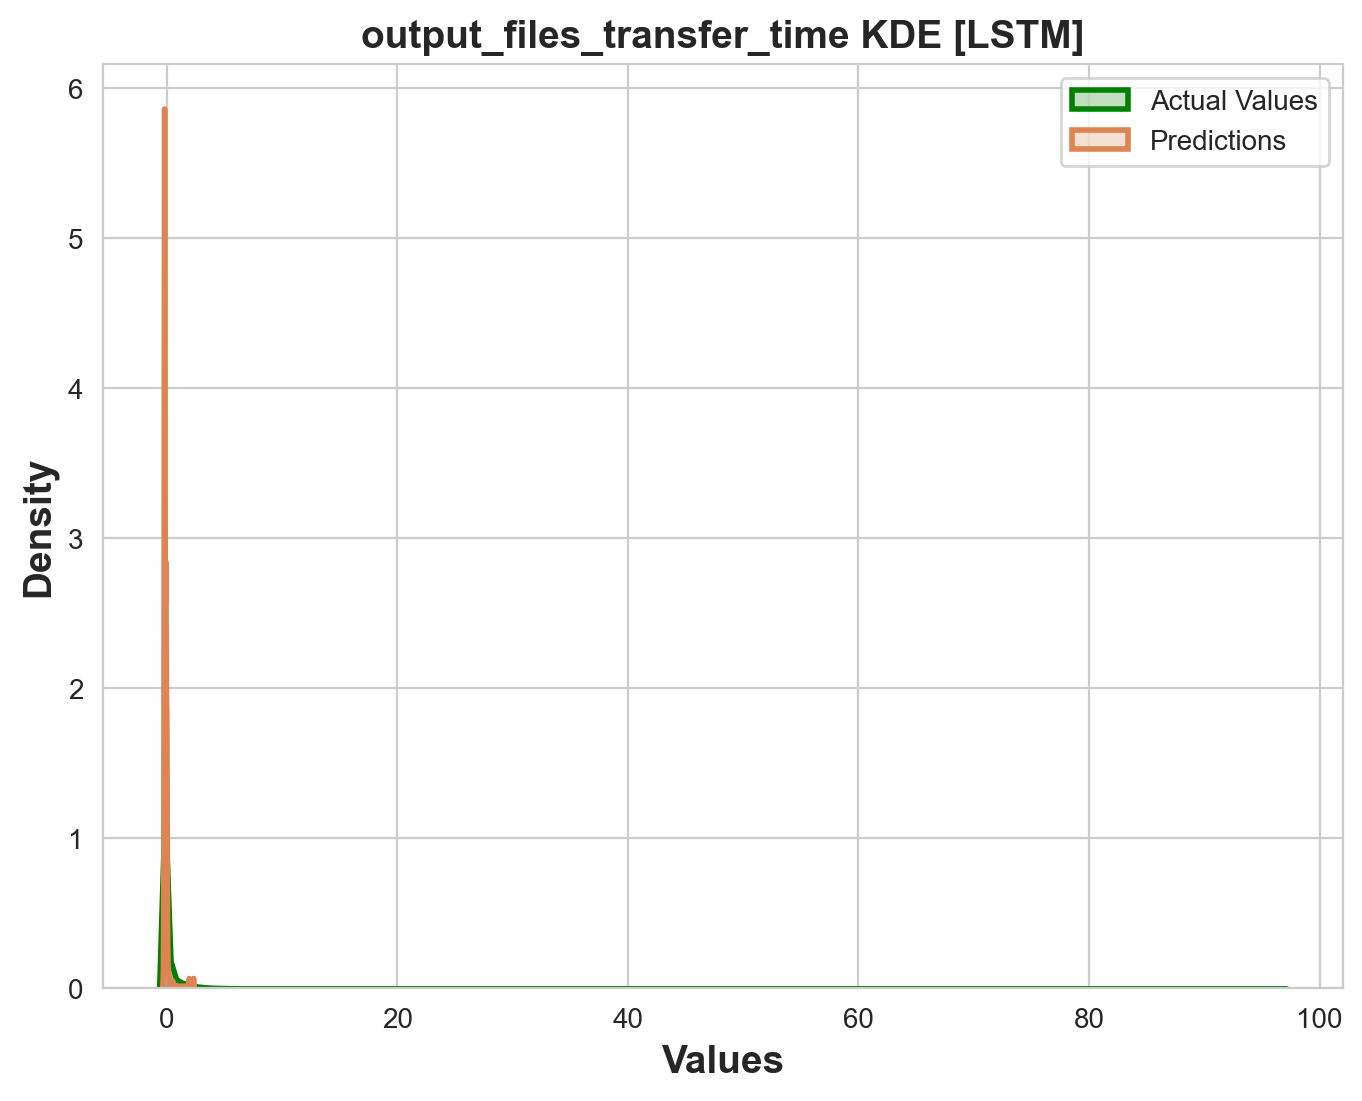 output_files_transfer_time KDE [LSTM]
Actual Values
Predictions
6
5
4
3
2
1
0
Density
0 20 40 60 80 100
Values